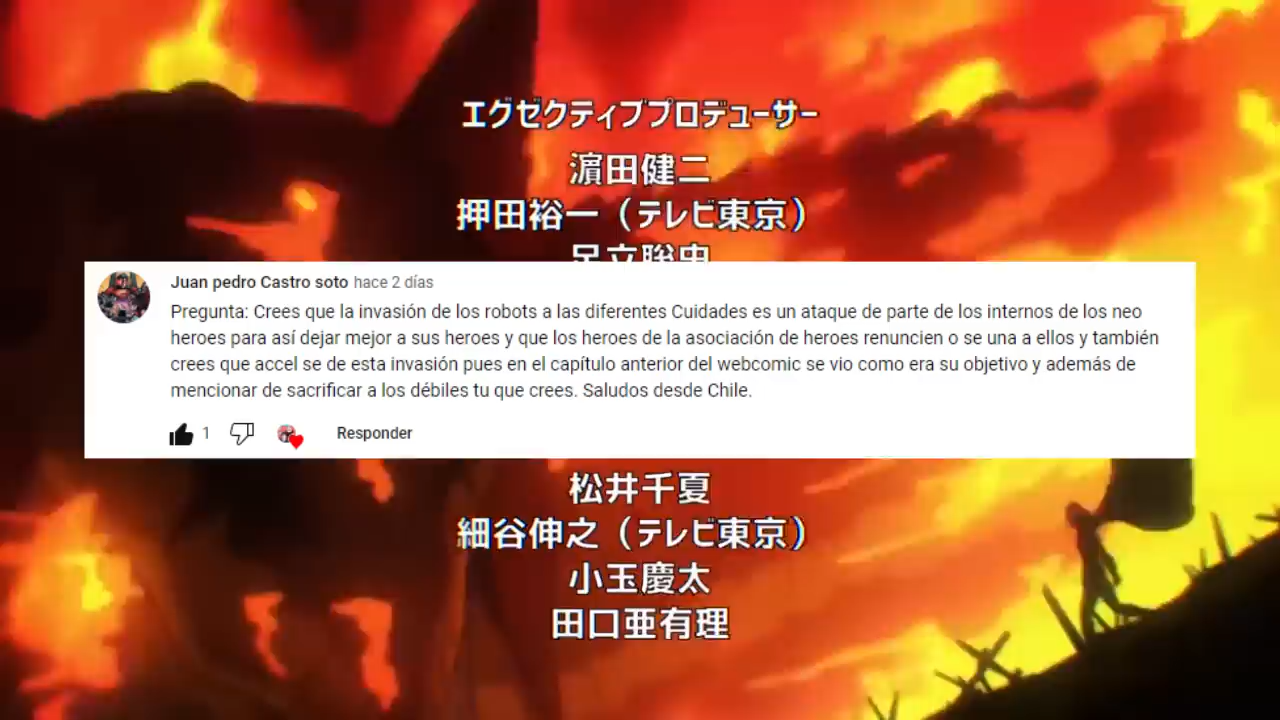 エグゼクティブプロデューサー
濵田健二
押田裕一（テレビ東京）
足立聡史
Juan pedro Castro soto hace 2 días
Pregunta: Crees que la invasión de los robots a las diferentes Cuidades es un ataque de parte de los internos de los neo
heroes para así dejar mejor a sus heroes y que los heroes de la asociación de heroes renuncien o se una a ellos y también
crees que accel se de esta invasión pues en el capítulo anterior del webcomic se vio como era su objetivo y además de
mencionar de sacrificar a los débiles tu que crees. Saludos desde Chile.
1 Responder
松井千夏
細谷伸之（テレビ東京）
小玉慶太
田口亜有理